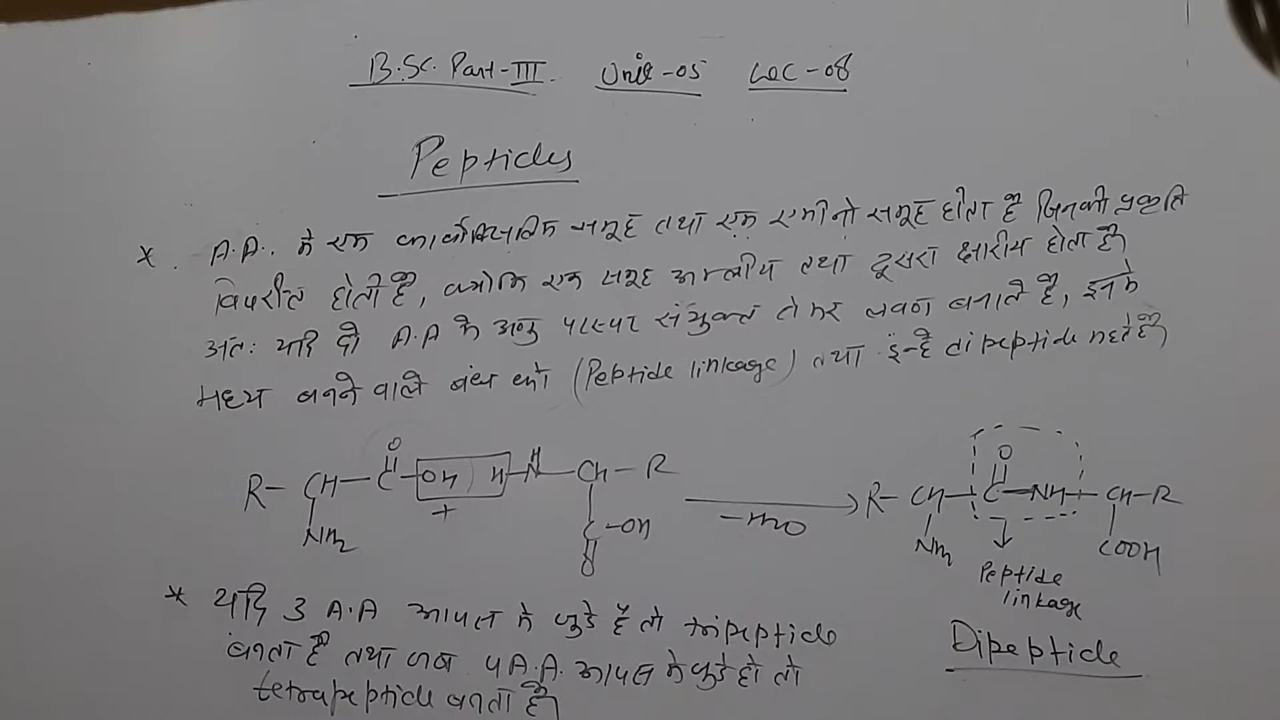 B.Sc. Part-III. Unit-05 LOC-08
Peptides
* A.A. मे एक कार्बोक्सिलिक समूह तथा एक एमीनो समूह होता है जिनकी प्रकृति
विपरीत होती है, क्योकि एक समूह अम्लीय तथा दूसरा क्षारीय होता है
अतः यदि दो A.A के अणु परस्पर संयुक्त होकर लवण बनाते है, इनके
मध्य बनने वाले बंध को (Peptide linkage) तथा इन्हे dipeptide कहते है
R-CH-C-OH H-N-CH-R
O H
+
NH2 C-OH
O
-H2O
R-CH-C-NH-CH-R
O
NH2 COOH
Peptide
linkage
Dipeptide
* यदि 3 A.A आपस मे जुडे हैं तो tripeptide
बनता है तथा जब 4 A.A. आपस मे जुडे हो तो
tetrapeptide बनता है